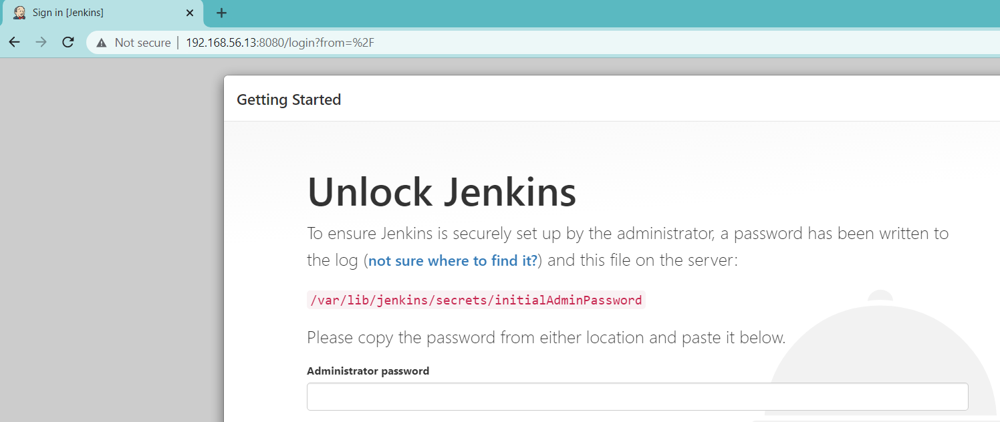 Sign in [Jenkins]
Not secure
192.168.56.13:8080/login?from=%2F
Getting Started
Unlock Jenkins
To ensure Jenkins is securely set up by the administrator, a password has been written to
the log (not sure where to find it?) and this file on the server:
/var/lib/jenkins/secrets/initialAdminPassword
Please copy the password from either location and paste it below.
Administrator password